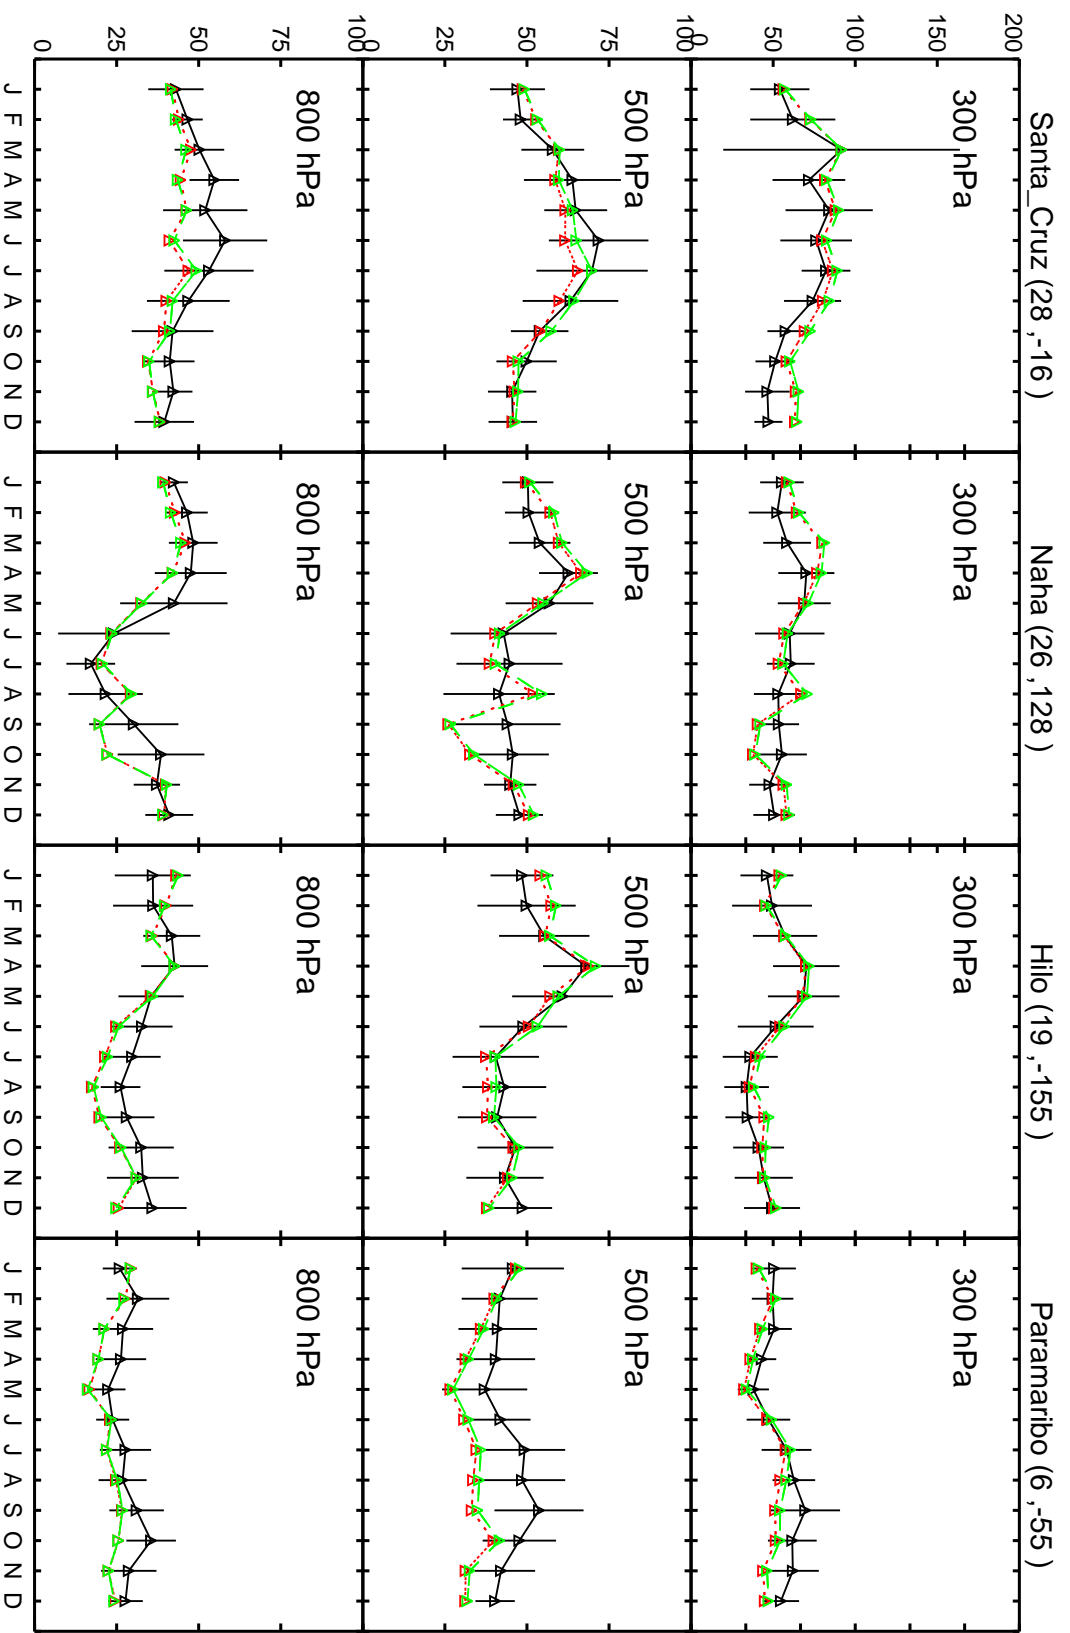 Santa_Cruz (28 ,-16 )
Naha (26 ,128 )
Hilo (19 ,-155 )
Paramaribo (6 ,-55 )
200
150
100
50
0
300 hPa
300 hPa
300 hPa
300 hPa
100
75
50
25
0
500 hPa
500 hPa
500 hPa
500 hPa
100
75
50
25
0
800 hPa
800 hPa
800 hPa
800 hPa
J F M A M J J A S O N D
J F M A M J J A S O N D
J F M A M J J A S O N D
J F M A M J J A S O N D